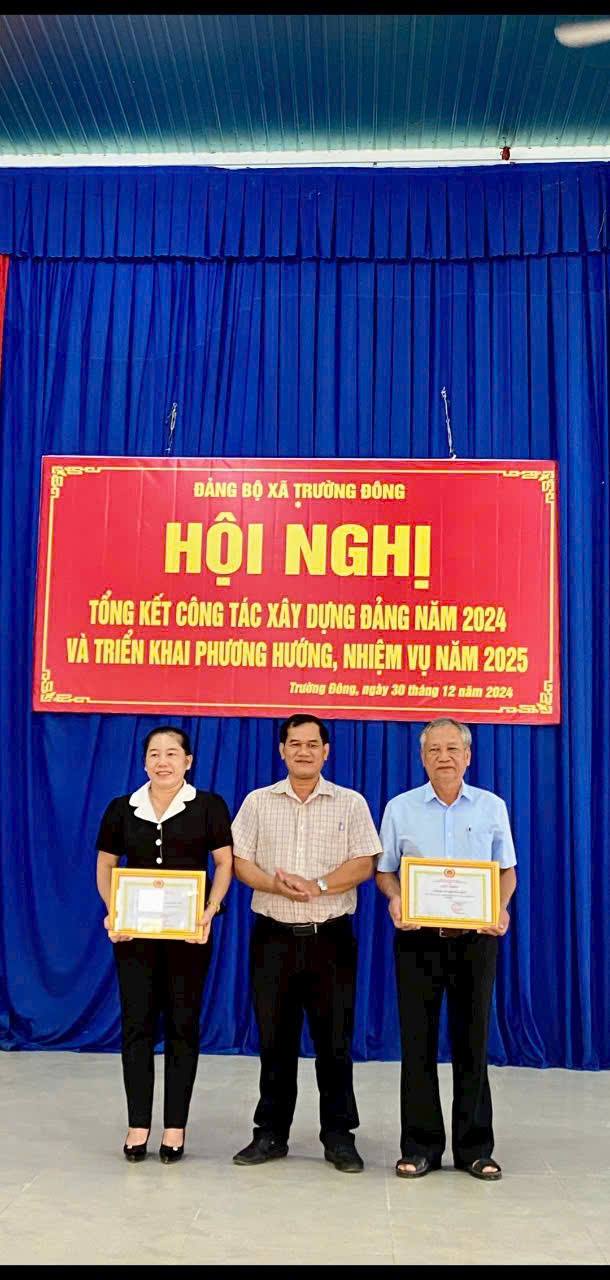 ĐẢNG BỘ XÃ TRƯỜNG ĐÔNG
HỘI NGHỊ
TỔNG KẾT CÔNG TÁC XÂY DỰNG ĐẢNG NĂM 2024
VÀ TRIỂN KHAI PHƯƠNG HƯỚNG, NHIỆM VỤ NĂM 2025
Trường Đông, ngày 30 tháng 12 năm 2024